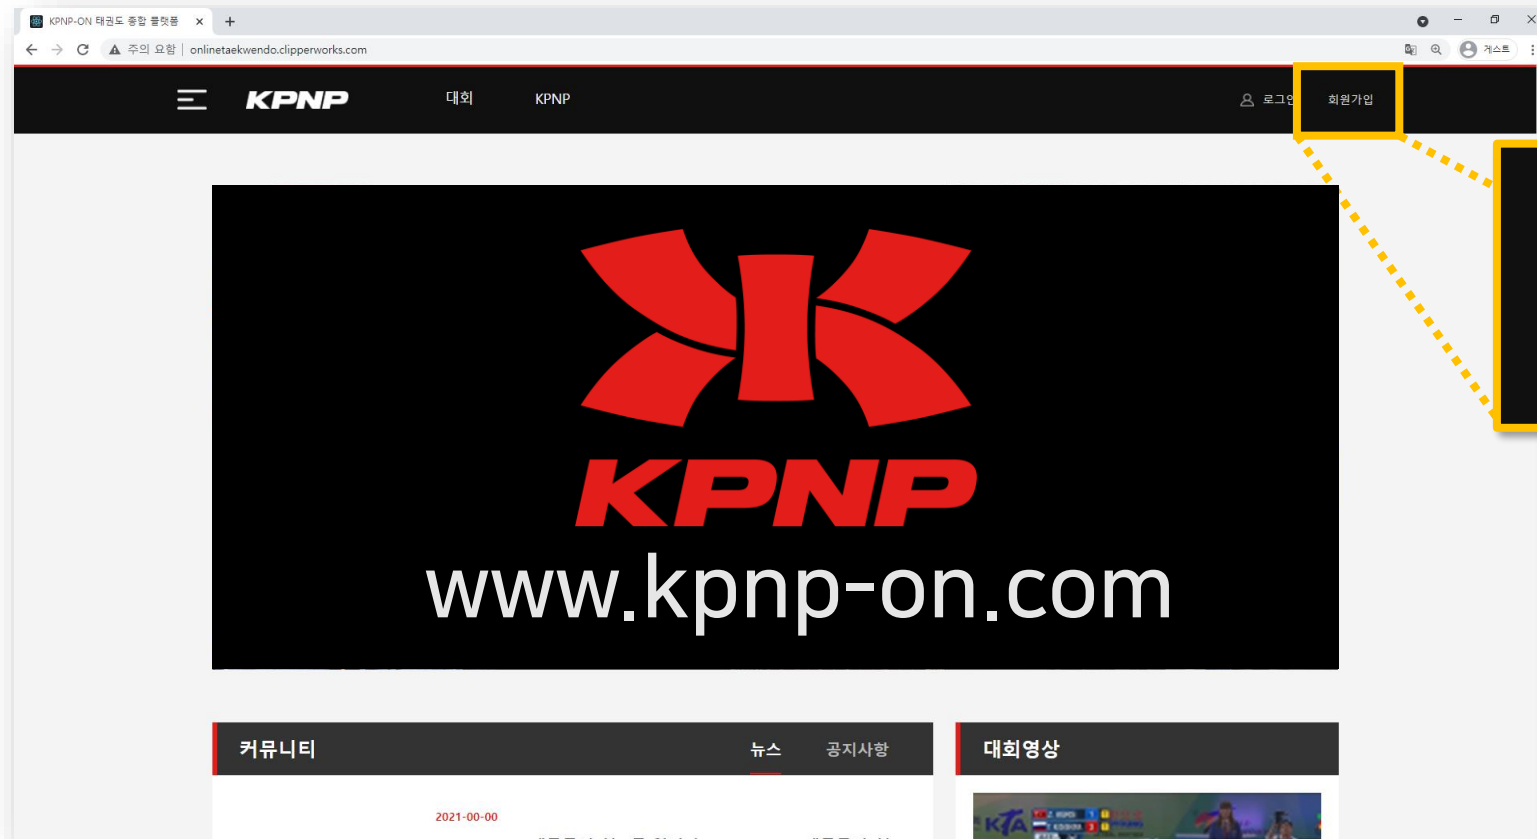 KPNP-ON 태권도 종합 플랫폼
주의 요함 | onlinetaekwendo.clipperworks.com
게스트
KPNP 대회 KPNP 로그인 회원가입
KPNP
www.kpnp-on.com
커뮤니티 뉴스 공지사항 대회영상
2021-00-00
KTA